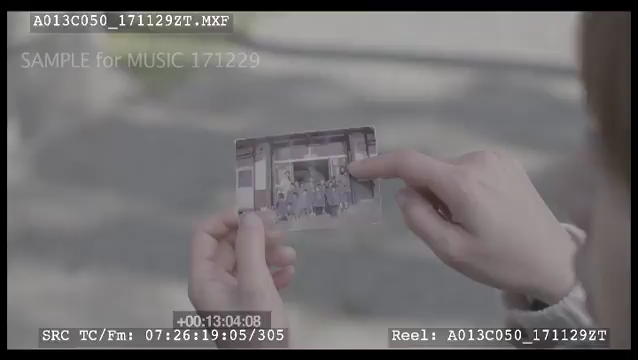 A013C050_171129ZT.MXF
SAMPLE for MUSIC 171229
+00:13:04:08
SRC TC/Fm: 07:26:19:05/305
Reel: A013C050_171129ZT